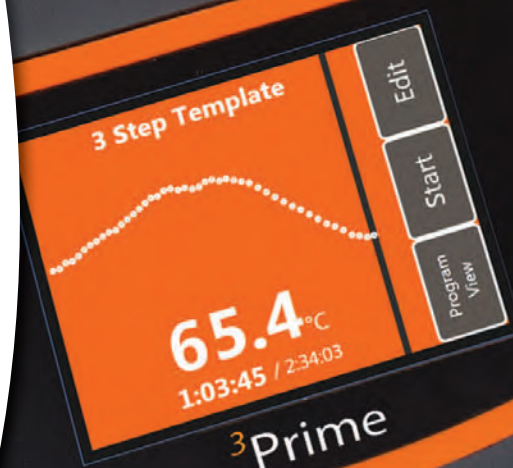 3 Step Template
65.4°C
1:03:45 / 2:34:03
Edit
Start
Program
View
3Prime